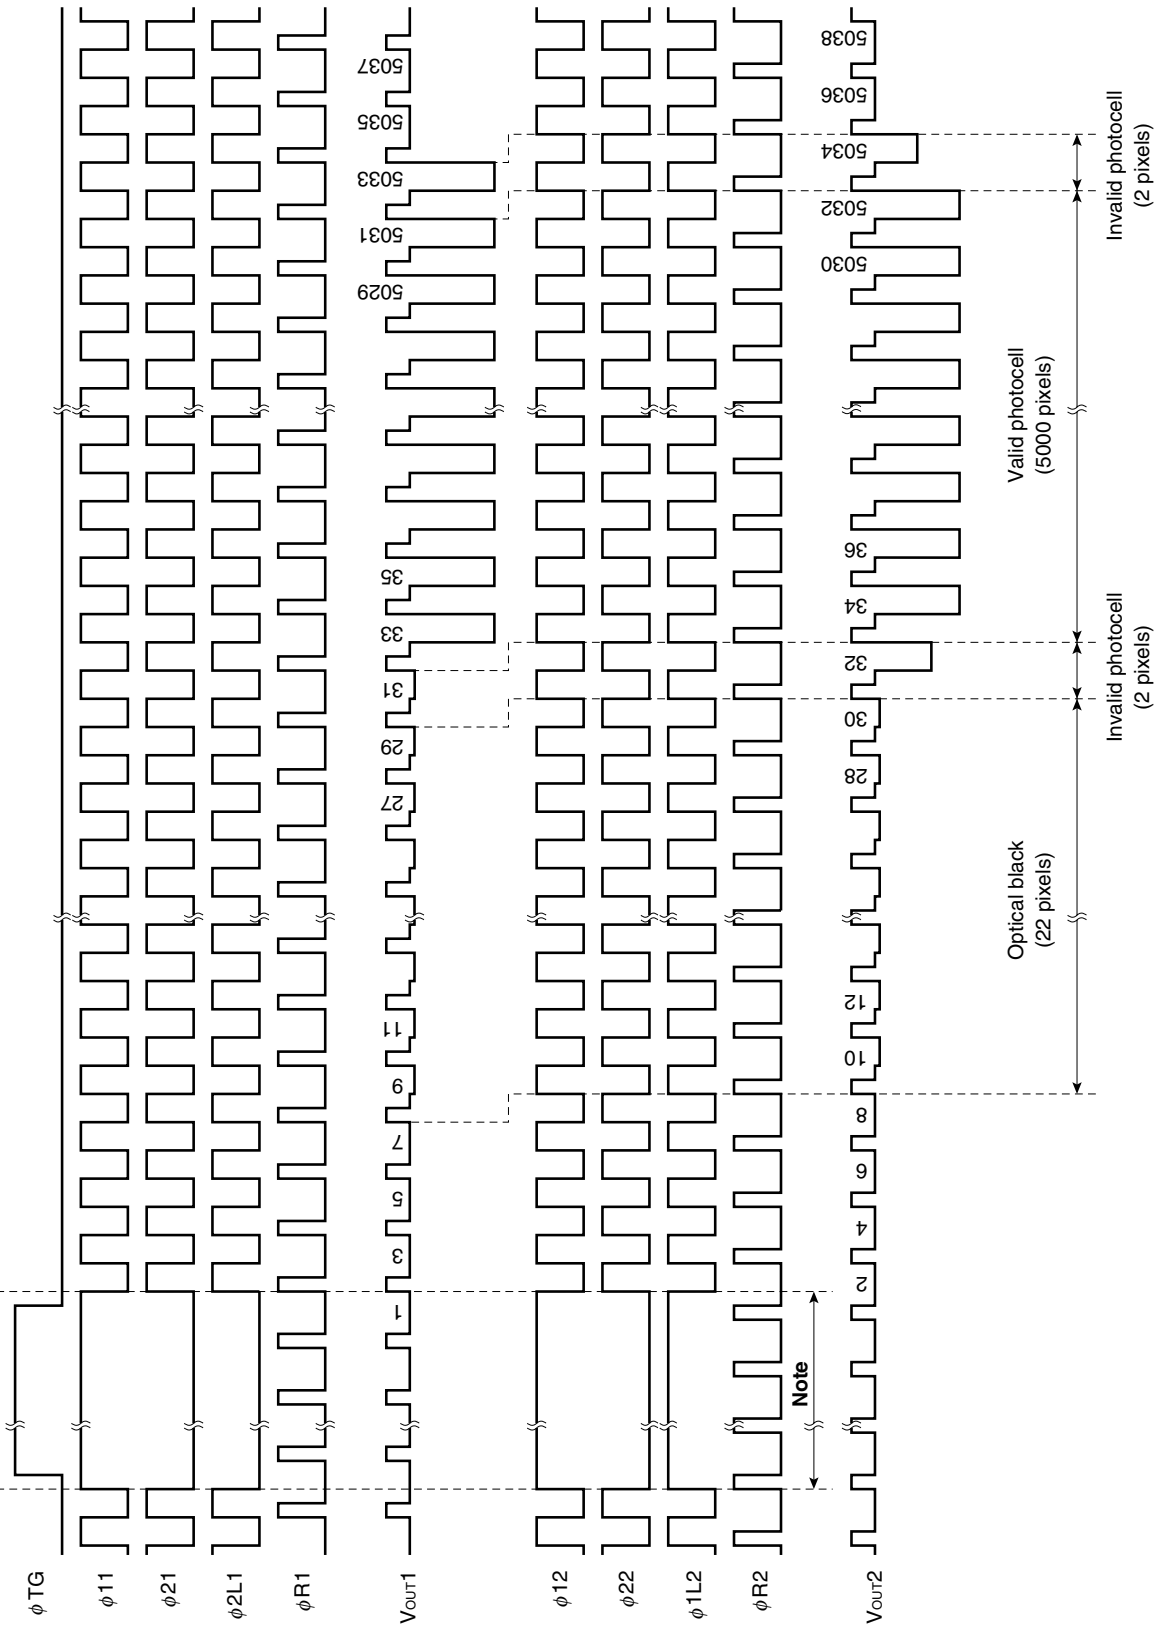 φTG
φ11
φ21
φ2L1
φR1
VOUT1
1
3
5
7
9
11
27
29
31
33
35
5029
5031
5033
5035
5037
φ12
φ22
φ1L2
φR2
Note
VOUT2
2
4
6
8
10
12
28
30
32
34
36
5030
5032
5034
5036
5038
Optical black
(22 pixels)
Invalid photocell
(2 pixels)
Valid photocell
(5000 pixels)
Invalid photocell
(2 pixels)